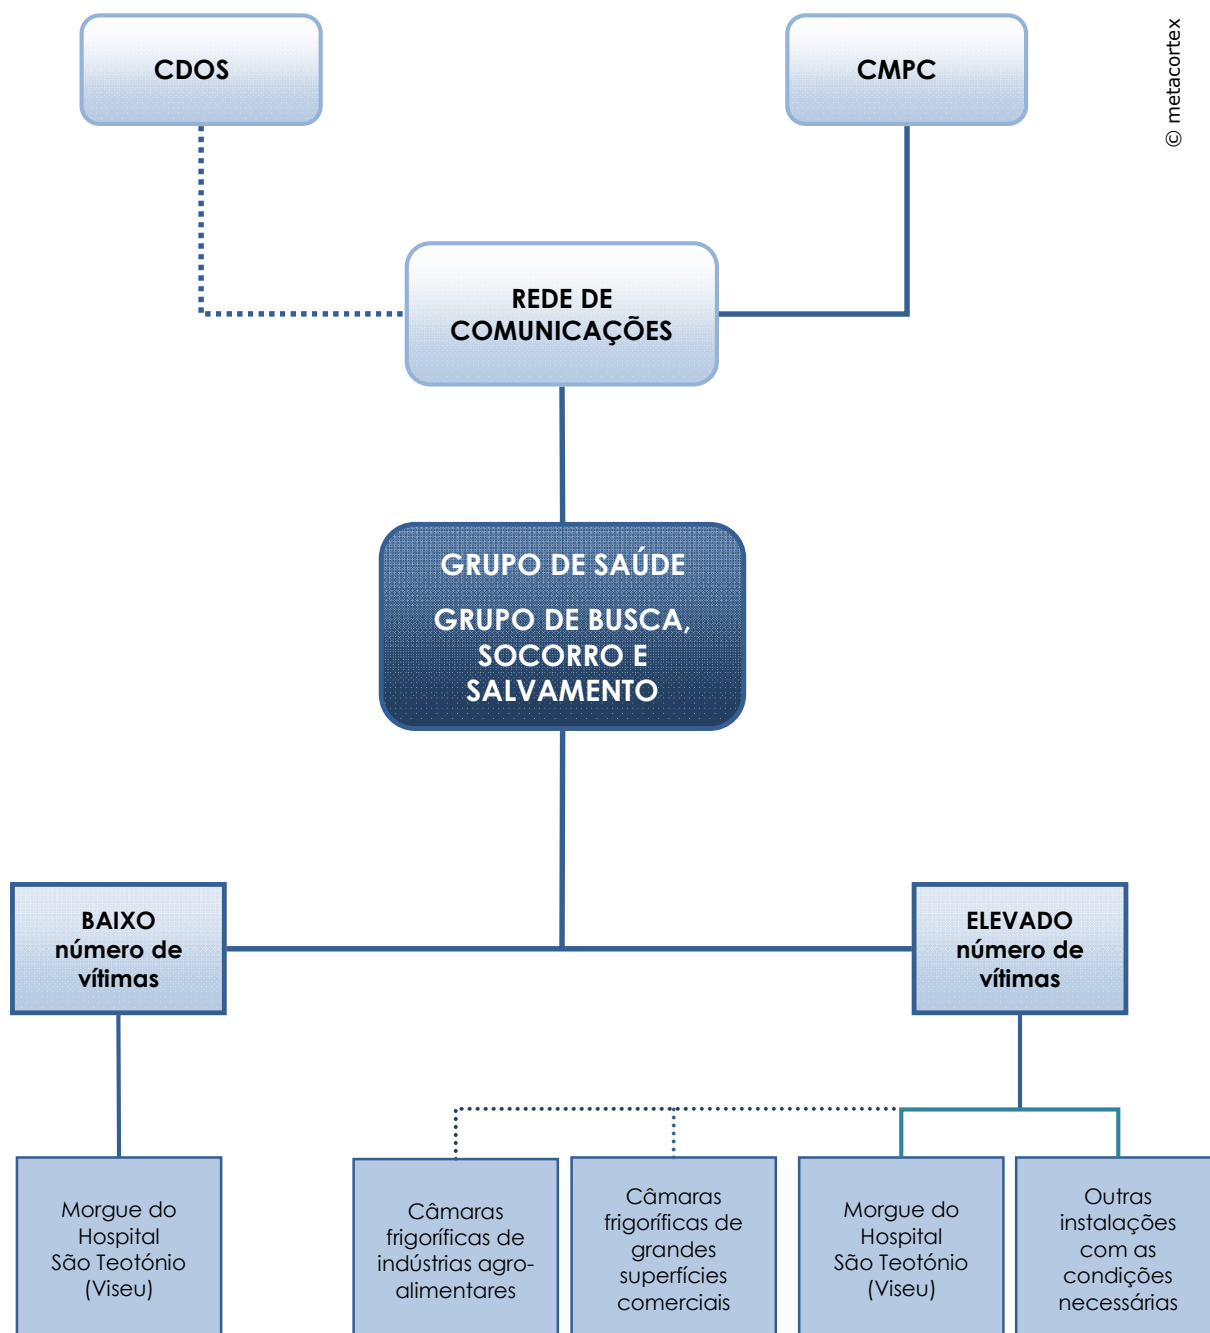 CDOS
CMPC
© metacortex
REDE DE
COMUNICAÇÕES
GRUPO DE SAÚDE
GRUPO DE BUSCA,
SOCORRO E
SALVAMENTO
BAIXO
número de
vítimas
ELEVADO
número de
vítimas
Morgue do
Hospital
São Teotónio
(Viseu)
Câmaras
frigoríficas de
indústrias agro-
alimentares
Câmaras
frigoríficas de
grandes
superfícies
comerciais
Morgue do
Hospital
São Teotónio
(Viseu)
Outras
instalações
com as
condições
necessárias